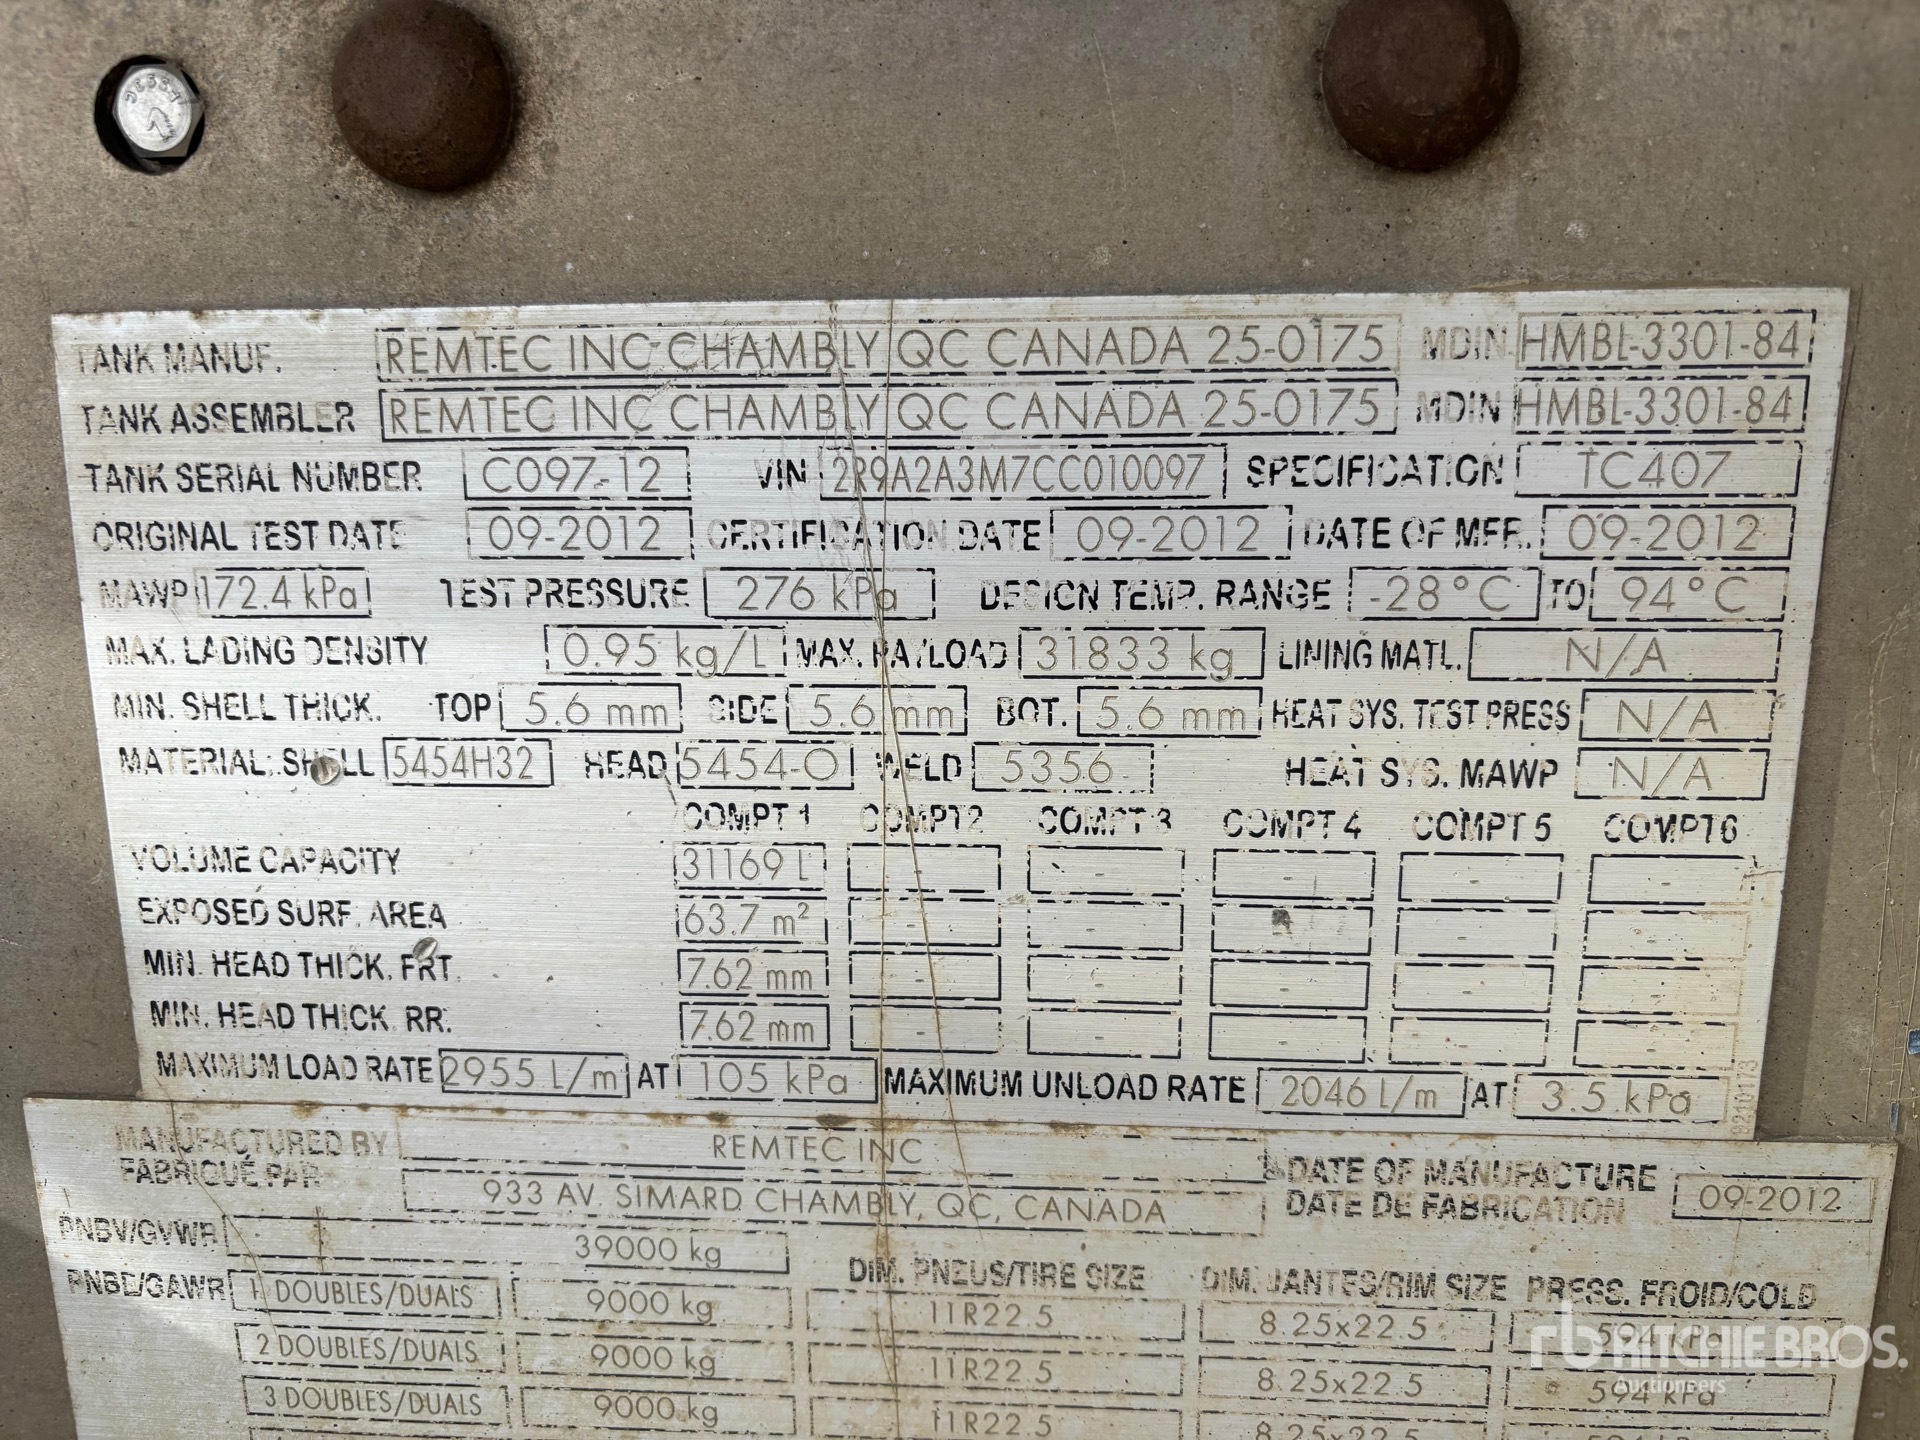 TANK MANUF. REMTEC INC CHAMBLY QC CANADA 25-0175 MDIN HMBL-3301-84
TANK ASSEMBLER REMTEC INC CHAMBLY QC CANADA 25-0175 MDIN HMBL-3301-84
TANK SERIAL NUMBER C097-12 VIN 2R9A2A3M7CC010097 SPECIFICATION TC407
ORIGINAL TEST DATE 09-2012 CERTIFICATION DATE 09-2012 DATE OF MFR. 09-2012
MAWP 172.4 kPa TEST PRESSURE 276 kPa DESIGN TEMP. RANGE -28°C TO 94°C
MAX. LADING DENSITY 0.95 kg/L MAX. PAYLOAD 31833 kg LINING MATL. N/A
MIN. SHELL THICK. TOP 5.6 mm SIDE 5.6 mm BOT. 5.6 mm HEAT SYS. TEST PRESS N/A
MATERIAL: SHELL 5454H32 HEAD 5454-O WELD 5356 HEAT SYS. MAWP N/A
COMPT 1 COMPT 2 COMPT 3 COMPT 4 COMPT 5 COMPT 6
VOLUME CAPACITY 31169 L - - - - -
EXPOSED SURF. AREA 63.7 m² - - - - -
MIN. HEAD THICK. FRT. 7.62 mm - - - - -
MIN. HEAD THICK. RR. 7.62 mm - - - - -
MAXIMUM LOAD RATE 2955 L/m AT 105 kPa MAXIMUM UNLOAD RATE 2046 L/m AT 3.5 kPa
MANUFACTURED BY REMTEC INC DATE OF MANUFACTURE 09-2012
FABRIQUÉ PAR 933 AV. SIMARD CHAMBLY, QC, CANADA DATE DE FABRICATION
PNBV/GVWR 39000 kg DIM. PNEUS/TIRE SIZE DIM. JANTES/RIM SIZE PRESS. FROID/COLD
PNBE/GAWR 1 DOUBLES/DUALS 9000 kg 11R22.5 8.25x22.5 594 kPa
2 DOUBLES/DUALS 9000 kg 11R22.5 8.25x22.5 594 kPa
3 DOUBLES/DUALS 9000 kg 11R22.5 8.25x22.5
rb RITCHIE BROS.
Auctioneers